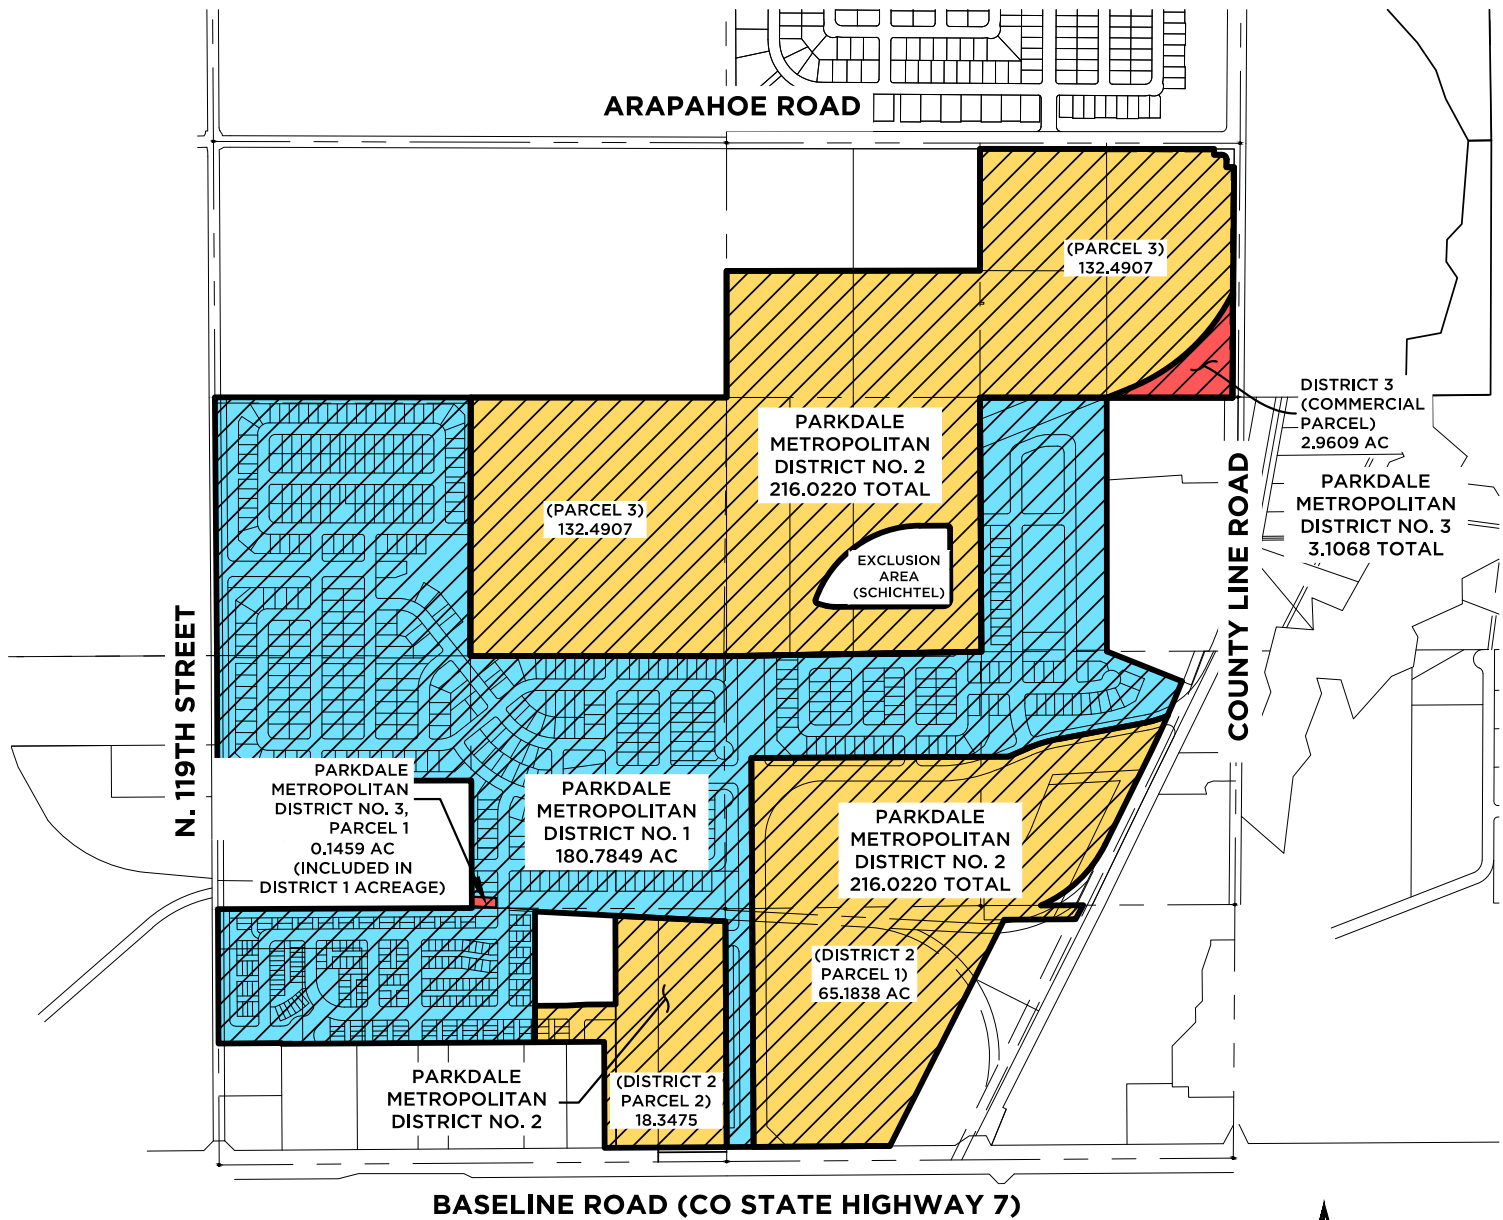 ARAPAHOE ROAD
(PARCEL 3)
132.4907
DISTRICT 3
(COMMERCIAL
PARCEL)
2.9609 AC
PARKDALE
METROPOLITAN
DISTRICT NO. 2
216.0220 TOTAL
PARKDALE
METROPOLITAN
DISTRICT NO. 3
3.1068 TOTAL
(PARCEL 3)
132.4907
EXCLUSION
AREA
(SCHICHTEL)
COUNTY LINE ROAD
N. 119TH STREET
PARKDALE
METROPOLITAN
DISTRICT NO. 3,
PARCEL 1
0.1459 AC
(INCLUDED IN
DISTRICT 1 ACREAGE)
PARKDALE
METROPOLITAN
DISTRICT NO. 1
180.7849 AC
PARKDALE
METROPOLITAN
DISTRICT NO. 2
216.0220 TOTAL
(DISTRICT 2
PARCEL 1)
65.1838 AC
PARKDALE
METROPOLITAN
DISTRICT NO. 2
(DISTRICT 2
PARCEL 2)
18.3475
BASELINE ROAD (CO STATE HIGHWAY 7)